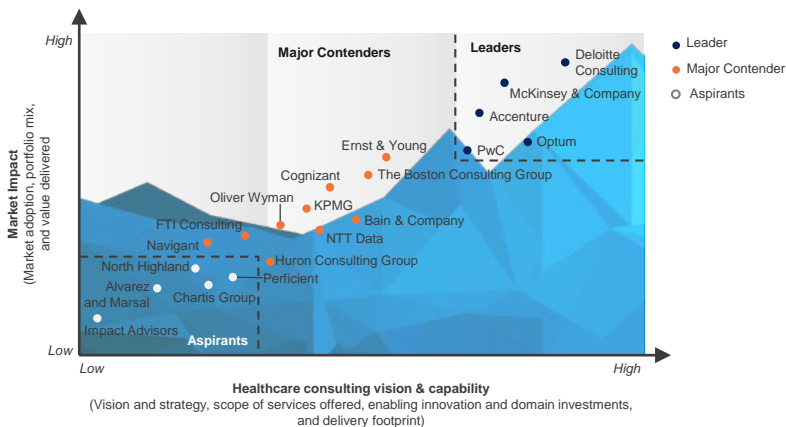 High
Major Contenders
Leaders
Leader
Major Contender
Aspirants
Deloitte
Consulting
McKinsey & Company
Accenture
PwC
Optum
Ernst & Young
The Boston Consulting Group
Cognizant
Oliver Wyman
KPMG
Bain & Company
FTI Consulting
NTT Data
Navigant
Huron Consulting Group
North Highland
Perficient
Alvarez
and Marsal
Chartis Group
Impact Advisors
Aspirants
Market Impact
(Market adoption, portfolio mix,
and value delivered
Low
Low
High
Healthcare consulting vision & capability
(Vision and strategy, scope of services offered, enabling innovation and domain investments,
and delivery footprint)